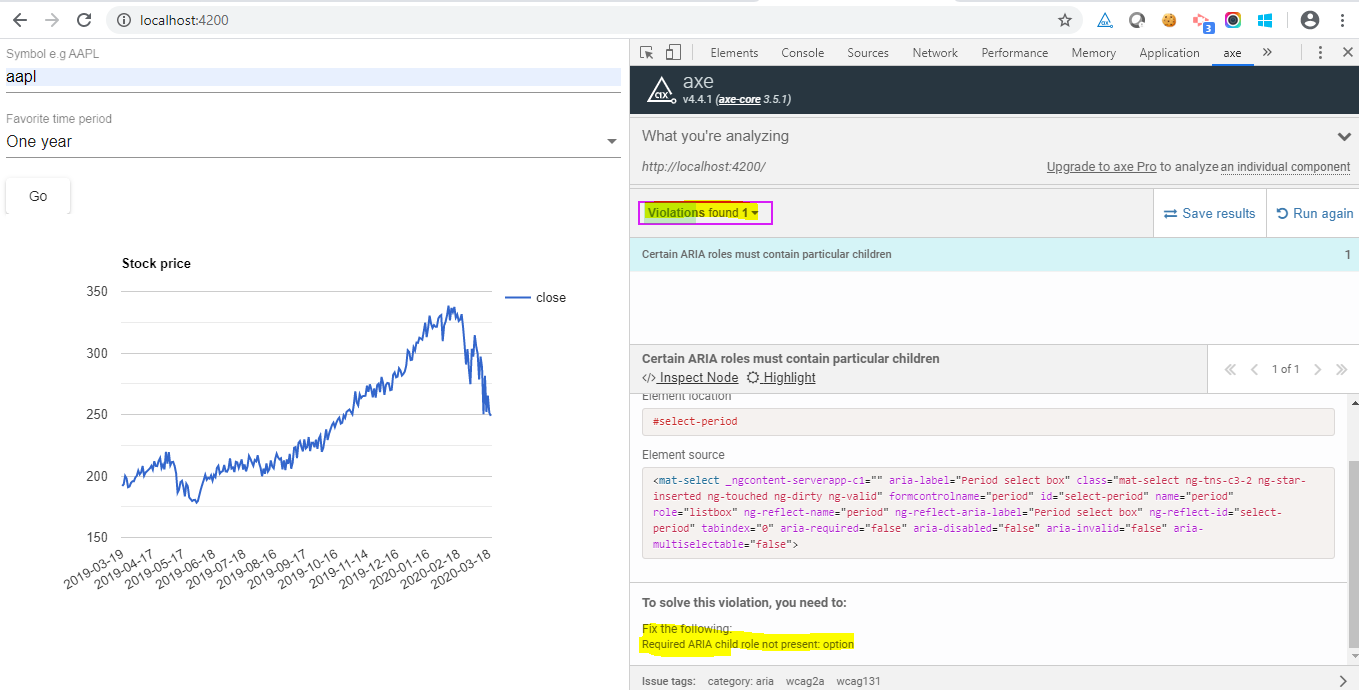 localhost:4200
3
Symbol e.g AAPL
aapl
Favorite time period
One year
Go
Stock price
350
300
250
200
150
close
2019-03-19
2019-04-17
2019-05-17
2019-06-18
2019-07-18
2019-08-16
2019-09-17
2019-10-16
2019-11-14
2019-12-16
2020-01-16
2020-02-18
2020-03-18
Elements Console Sources Network Performance Memory Application axe »
axe
v4.4.1 (axe-core 3.5.1)
What you're analyzing
http://localhost:4200/ Upgrade to axe Pro to analyze an individual component
Violations found 1
Save results Run again
Certain ARIA roles must contain particular children 1
Certain ARIA roles must contain particular children
</> Inspect Node Highlight
1 of 1
Element location
#select-period
Element source
<mat-select _ngcontent-serverapp-c1="" aria-label="Period select box" class="mat-select ng-tns-c3-2 ng-star-
inserted ng-touched ng-dirty ng-valid" formcontrolname="period" id="select-period" name="period"
role="listbox" ng-reflect-name="period" ng-reflect-aria-label="Period select box" ng-reflect-id="select-
period" tabindex="0" aria-required="false" aria-disabled="false" aria-invalid="false" aria-
multiselectable="false">
To solve this violation, you need to:
Fix the following:
Required ARIA child role not present: option
Issue tags: category: aria wcag2a wcag131